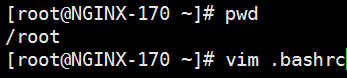 [root@NGINX-170 ~]# pwd
/root
[root@NGINX-170 ~]# vim .bashrc